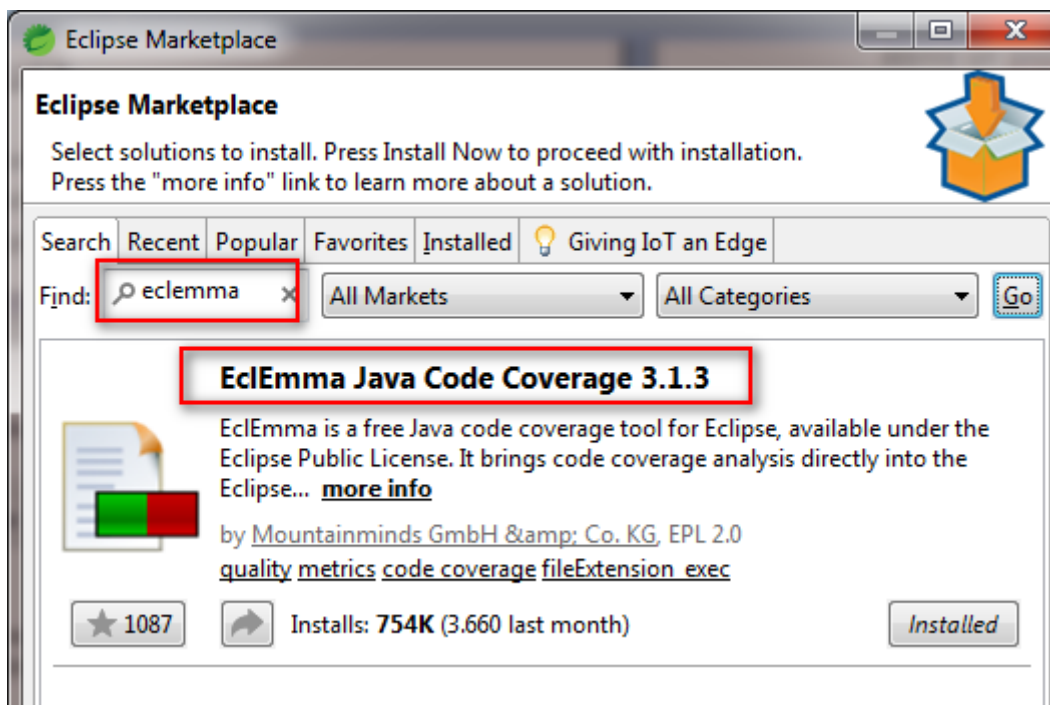 Eclipse Marketplace
Eclipse Marketplace
Select solutions to install. Press Install Now to proceed with installation.
Press the "more info" link to learn more about a solution.
Search Recent Popular Favorites Installed Giving IoT an Edge
Find: eclemma All Markets All Categories Go
EclEmma Java Code Coverage 3.1.3
EclEmma is a free Java code coverage tool for Eclipse, available under the
Eclipse Public License. It brings code coverage analysis directly into the
Eclipse... more info
by Mountainminds GmbH &amp; Co. KG, EPL 2.0
quality metrics code coverage fileExtension_exec
1087 Installs: 754K (3.660 last month) Installed